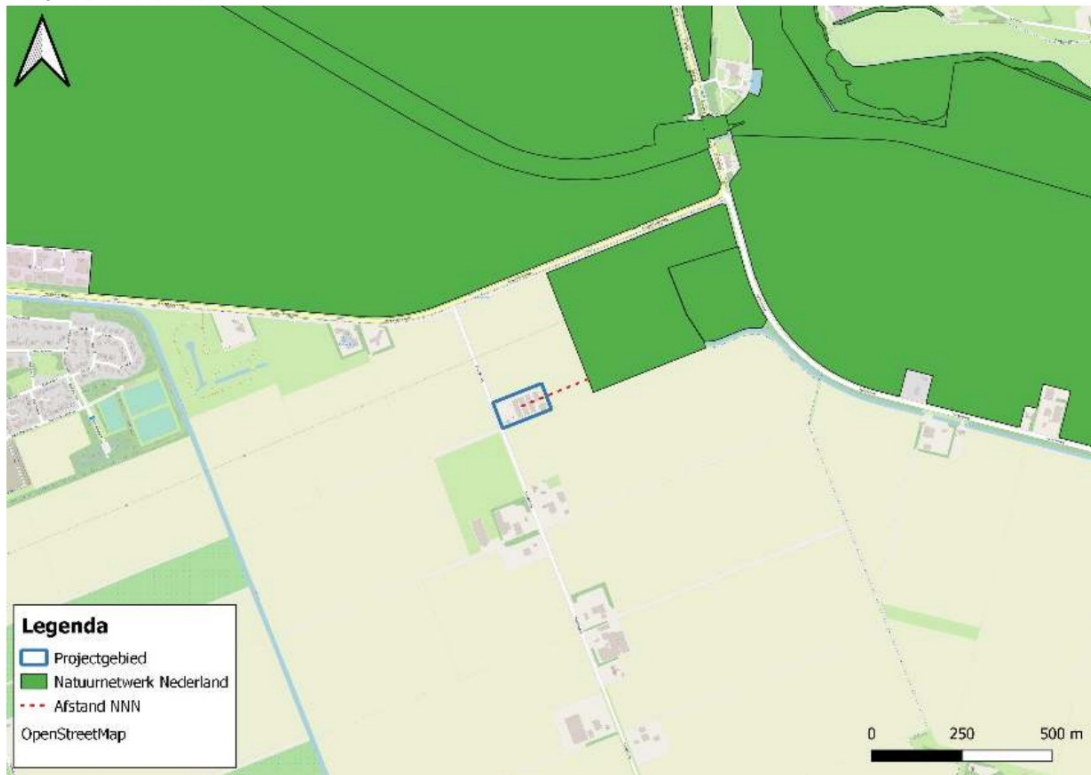 Legenda
Projectgebied
Natuurnetwerk Nederland
Afstand NNN
OpenStreetMap
0 250 500 m